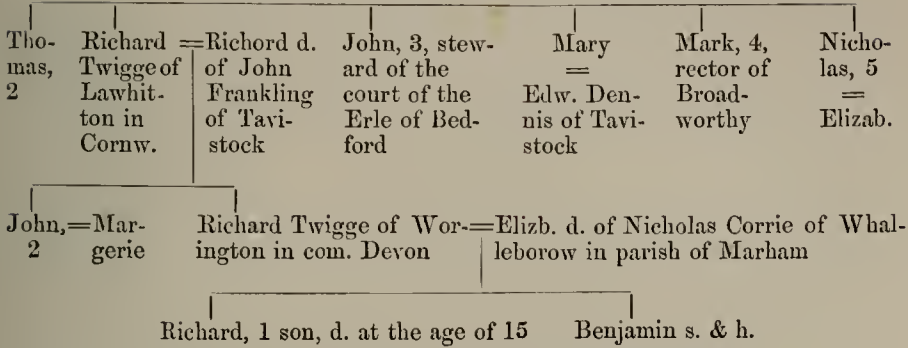 Tho-
mas,
2
Richard =
Twigge of
Lawhit-
ton in
Cornw.
Richord d.
of John
Frankling
of Tavi-
stock
John, 3, stew-
ard of the
court of the
Erle of Bed-
ford
Mary
=
Edw. Den-
nis of Tavi-
stock
Mark, 4,
rector of
Broad-
worthy
Nicho-
las, 5
=
Elizab.
John,=Mar-
2 gerie
Richard Twigge of Wor-=Elizb. d. of Nicholas Corrie of Whal-
ington in com. Devon leborow in parish of Marham
Richard, 1 son, d. at the age of 15 Benjamin s. & h.